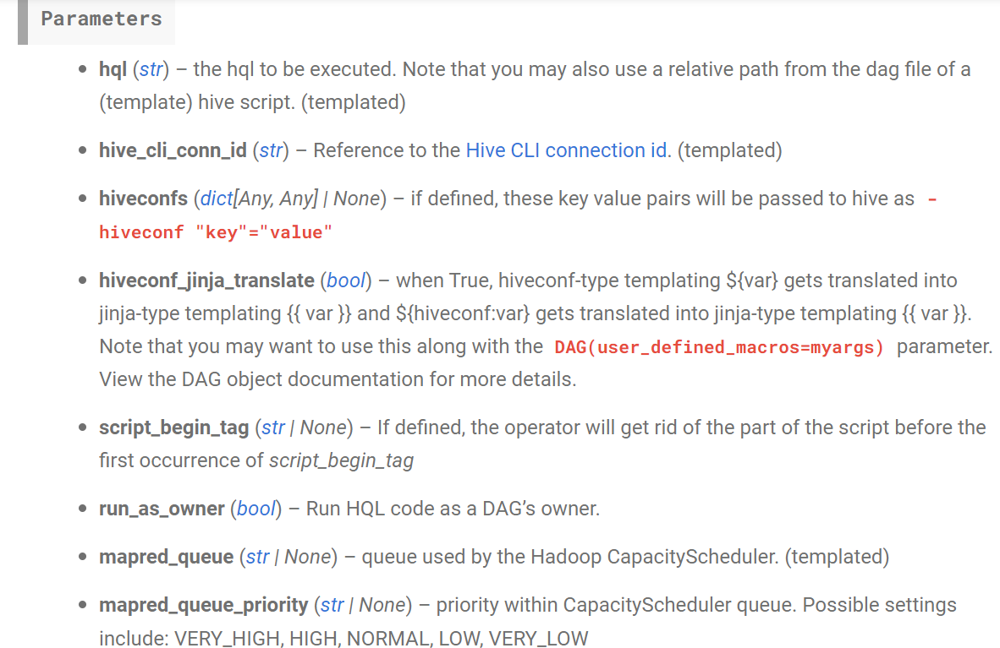 Parameters
• hql (str) – the hql to be executed. Note that you may also use a relative path from the dag file of a
(template) hive script. (templated)
• hive_cli_conn_id (str) – Reference to the Hive CLI connection id. (templated)
• hiveconfs (dict[Any, Any] | None) – if defined, these key value pairs will be passed to hive as -
hiveconf "key"="value"
• hiveconf_jinja_translate (bool) – when True, hiveconf-type templating ${var} gets translated into
jinja-type templating {{ var }} and ${hiveconf:var} gets translated into jinja-type templating {{ var }}.
Note that you may want to use this along with the DAG(user_defined_macros=myargs) parameter.
View the DAG object documentation for more details.
• script_begin_tag (str | None) – If defined, the operator will get rid of the part of the script before the
first occurrence of script_begin_tag
• run_as_owner (bool) – Run HQL code as a DAG’s owner.
• mapred_queue (str | None) – queue used by the Hadoop CapacityScheduler. (templated)
• mapred_queue_priority (str | None) – priority within CapacityScheduler queue. Possible settings
include: VERY_HIGH, HIGH, NORMAL, LOW, VERY_LOW